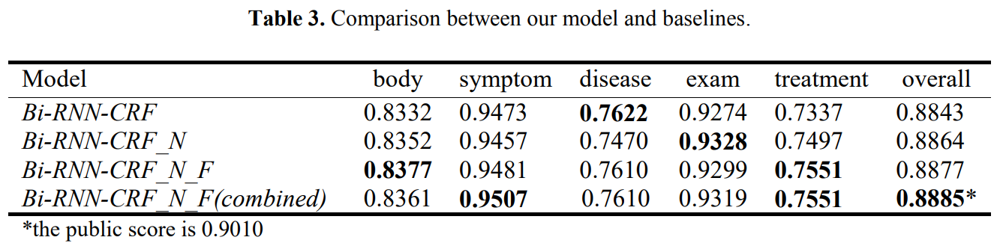 Table 3. Comparison between our model and baselines.
Model body symptom disease exam treatment overall
Bi-RNN-CRF 0.8332 0.9473 0.7622 0.9274 0.7337 0.8843
Bi-RNN-CRF_N 0.8352 0.9457 0.7470 0.9328 0.7497 0.8864
Bi-RNN-CRF_N_F 0.8377 0.9481 0.7610 0.9299 0.7551 0.8877
Bi-RNN-CRF_N_F(combined) 0.8361 0.9507 0.7610 0.9319 0.7551 0.8885*
*the public score is 0.9010